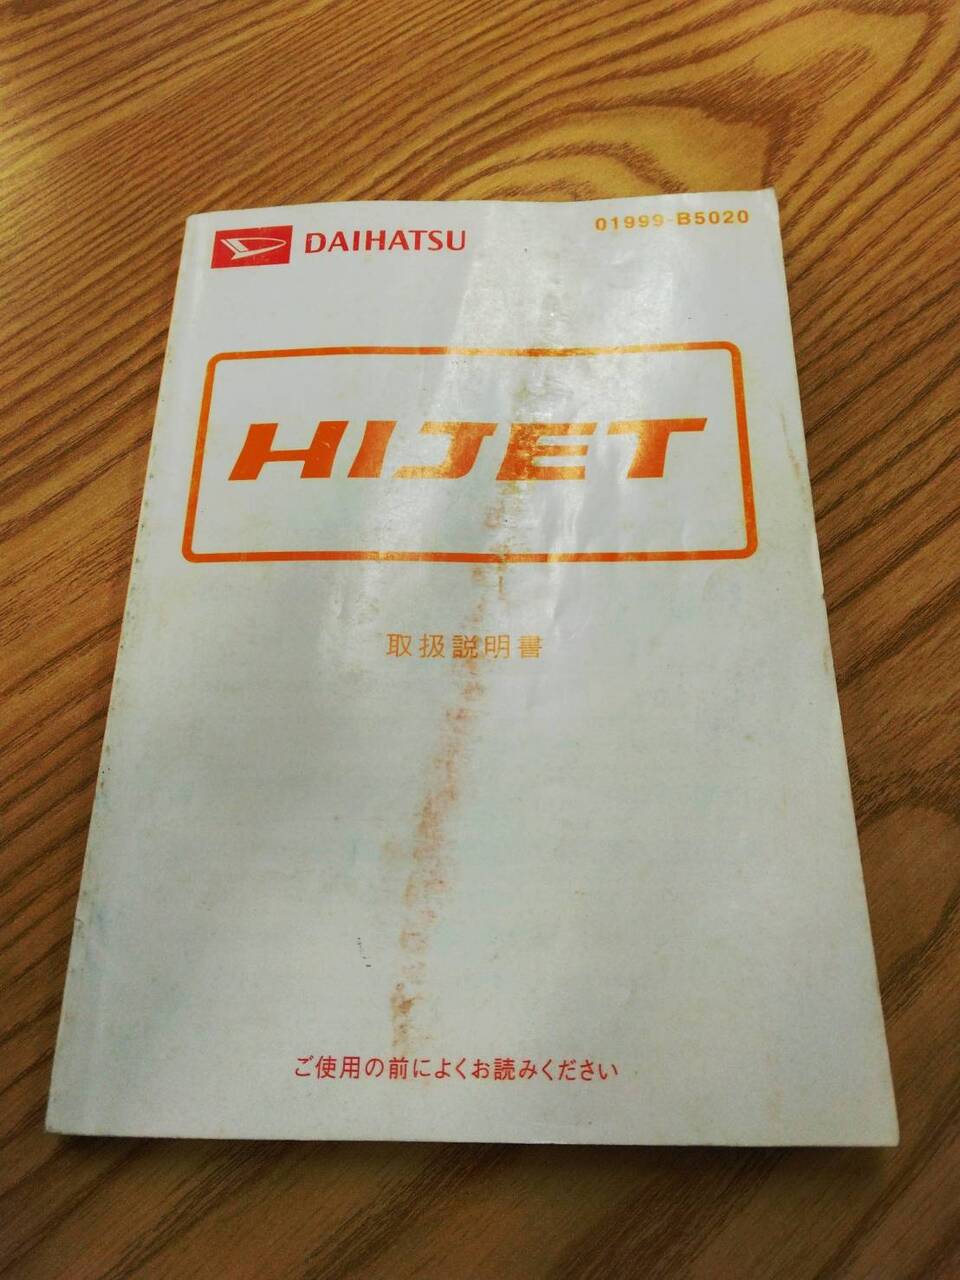 DAIHATSU
01999-B5020
HIJET
取扱説明書
ご使用の前によくお読みください